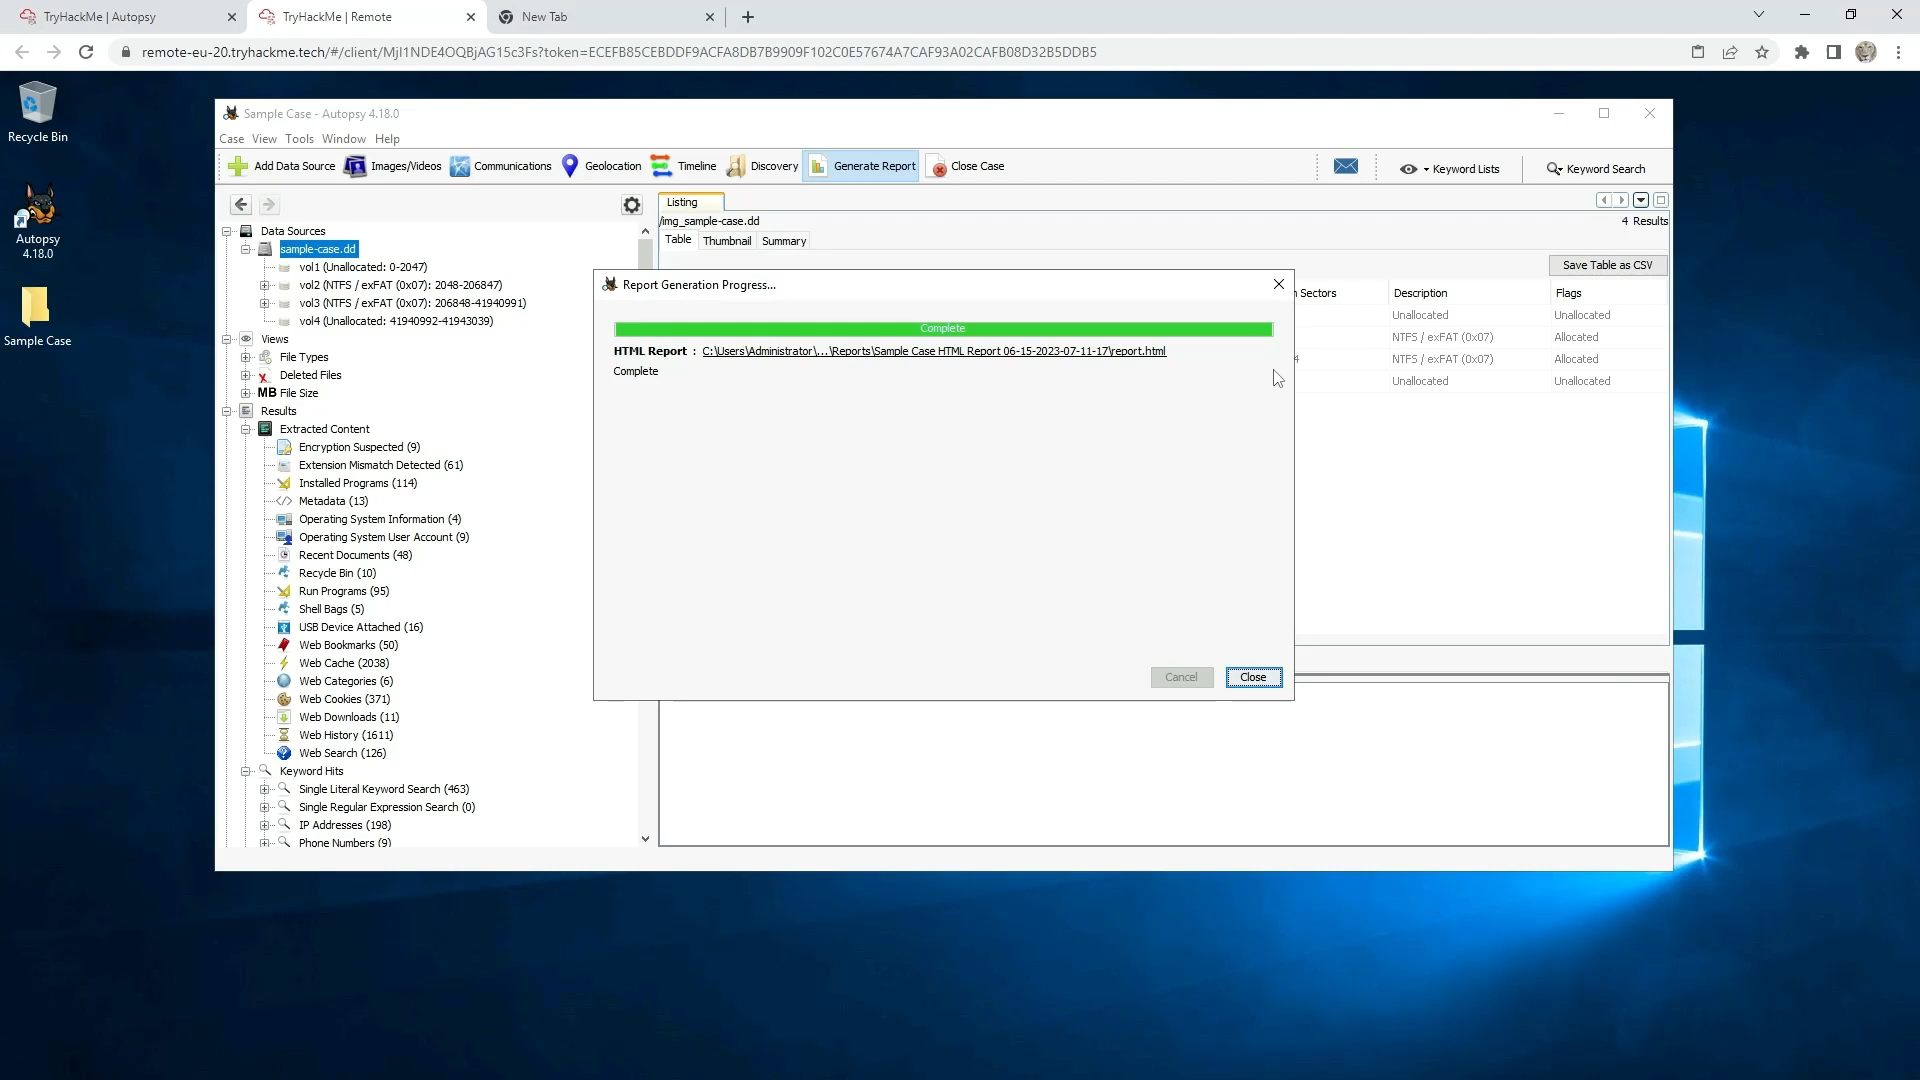 TryHackMe | Autopsy
TryHackMe | Remote
New Tab
remote-eu-20.tryhackme.tech/#/client/MjI1NDE4OQBjAG15c3Fs?token=ECEFB85CEBDDF9ACFA8DB7B9909F102C0E57674A7CAF93A02CAFB08D32B5DDB5
Recycle Bin
Autopsy
4.18.0
Sample Case
Sample Case - Autopsy 4.18.0
Case View Tools Window Help
Add Data Source Images/Videos Communications Geolocation Timeline Discovery Generate Report Close Case Keyword Lists Keyword Search
Data Sources
sample-case.dd
vol1 (Unallocated: 0-2047)
vol2 (NTFS / exFAT (0x07): 2048-206847)
vol3 (NTFS / exFAT (0x07): 206848-41940991)
vol4 (Unallocated: 41940992-41943039)
Views
File Types
Deleted Files
MB File Size
Results
Extracted Content
Encryption Suspected (9)
Extension Mismatch Detected (61)
Installed Programs (114)
Metadata (13)
Operating System Information (4)
Operating System User Account (9)
Recent Documents (48)
Recycle Bin (10)
Run Programs (95)
Shell Bags (5)
USB Device Attached (16)
Web Bookmarks (50)
Web Cache (2038)
Web Categories (6)
Web Cookies (371)
Web Downloads (11)
Web History (1611)
Web Search (126)
Keyword Hits
Single Literal Keyword Search (463)
Single Regular Expression Search (0)
IP Addresses (198)
Phone Numbers (9)
Listing
/img_sample-case.dd
4 Results
Table Thumbnail Summary
Save Table as CSV
Sectors Description Flags
Unallocated Unallocated
NTFS / exFAT (0x07) Allocated
4 NTFS / exFAT (0x07) Allocated
Unallocated Unallocated
Report Generation Progress...
Complete
HTML Report : C:\Users\Administrator\...\Reports\Sample Case HTML Report 06-15-2023-07-11-17\report.html
Complete
Cancel Close